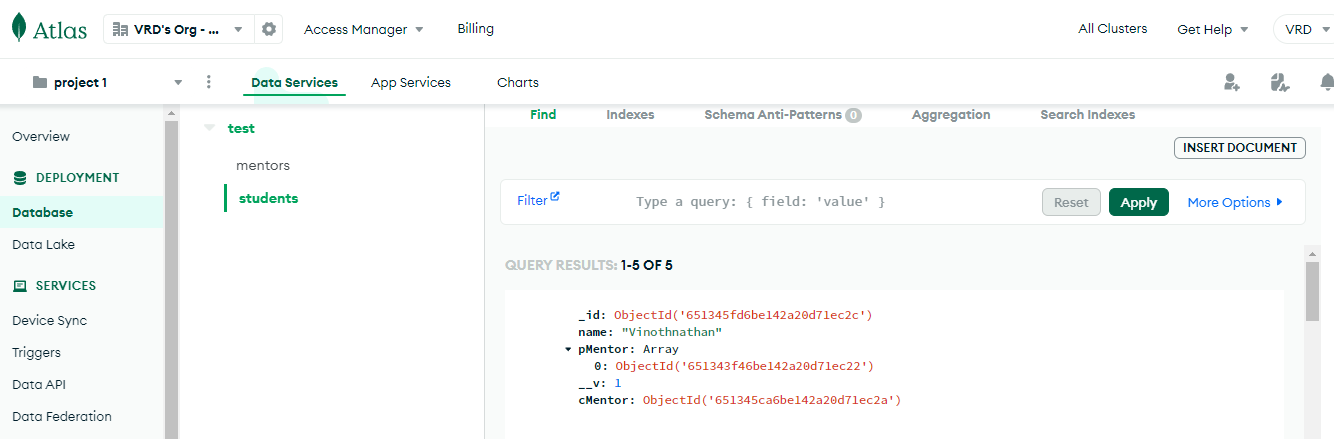 Atlas
VRD's Org - ...
Access Manager
Billing
All Clusters
Get Help
VRD
project 1
Data Services
App Services
Charts
Overview
DEPLOYMENT
Database
Data Lake
SERVICES
Device Sync
Triggers
Data API
Data Federation
test
mentors
students
Find
Indexes
Schema Anti-Patterns 0
Aggregation
Search Indexes
INSERT DOCUMENT
Filter
Type a query: { field: 'value' }
Reset
Apply
More Options
QUERY RESULTS: 1-5 OF 5
_id: ObjectId('651345fd6be142a20d71ec2c')
name: "Vinothnathan"
pMentor: Array
0: ObjectId('651343f46be142a20d71ec22')
__v: 1
cMentor: ObjectId('651345ca6be142a20d71ec2a')